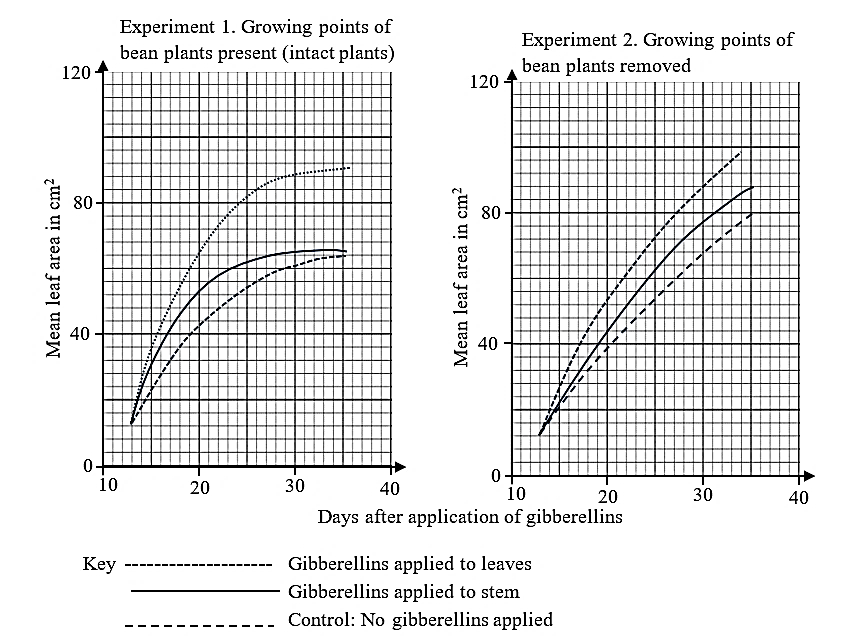 Experiment 1. Growing points of
bean plants present (intact plants)
120
80
40
0
10
20
30
40
Mean leaf area in cm²
Experiment 2. Growing points of
bean plants removed
120
80
40
0
10
20
30
40
Mean leaf area in cm²
Days after application of gibberellins
Key
Gibberellins applied to leaves
Gibberellins applied to stem
Control: No gibberellins applied